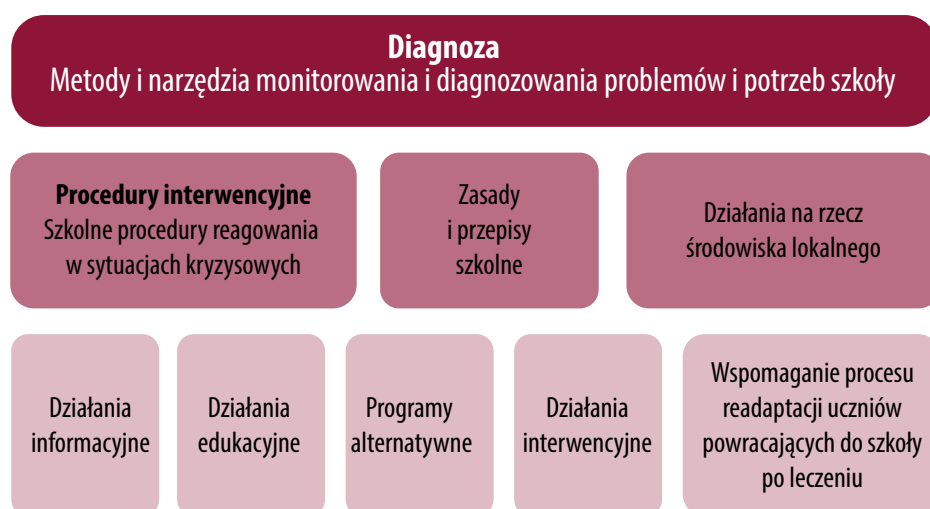 Diagnoza
Metody i narzędzia monitorowania i diagnozowania problemów i potrzeb szkoły
Procedury interwencyjne
Szkolne procedury reagowania
w sytuacjach kryzysowych
Zasady
i przepisy
szkolne
Działania na rzecz
środowiska lokalnego
Działania
informacyjne
Działania
edukacyjne
Programy
alternatywne
Działania
interwencyjne
Wspomaganie procesu
readaptacji uczniów
powracających do szkoły
po leczeniu